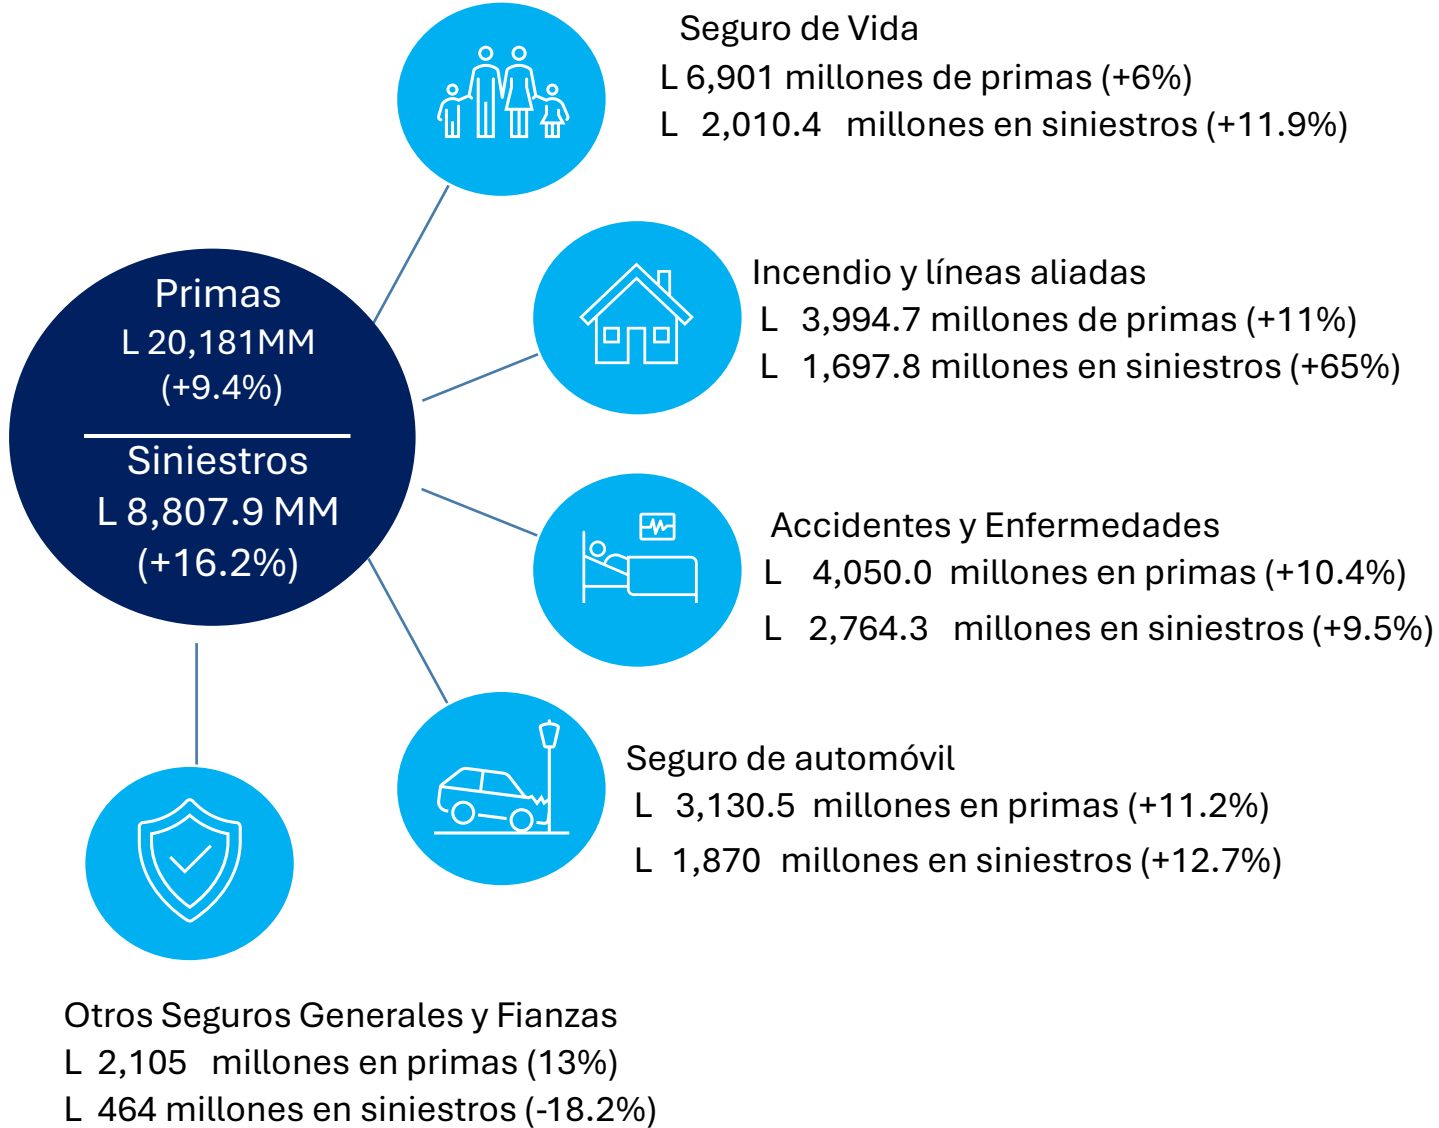 Seguro de Vida
L 6,901 millones de primas (+6%)
L 2,010.4 millones en siniestros (+11.9%)
Primas
L 20,181MM
(+9.4%)
Siniestros
L 8,807.9 MM
(+16.2%)
Incendio y líneas aliadas
L 3,994.7 millones de primas (+11%)
L 1,697.8 millones en siniestros (+65%)
Accidentes y Enfermedades
L 4,050.0 millones en primas (+10.4%)
L 2,764.3 millones en siniestros (+9.5%)
Seguro de automóvil
L 3,130.5 millones en primas (+11.2%)
L 1,870 millones en siniestros (+12.7%)
Otros Seguros Generales y Fianzas
L 2,105 millones en primas (13%)
L 464 millones en siniestros (-18.2%)